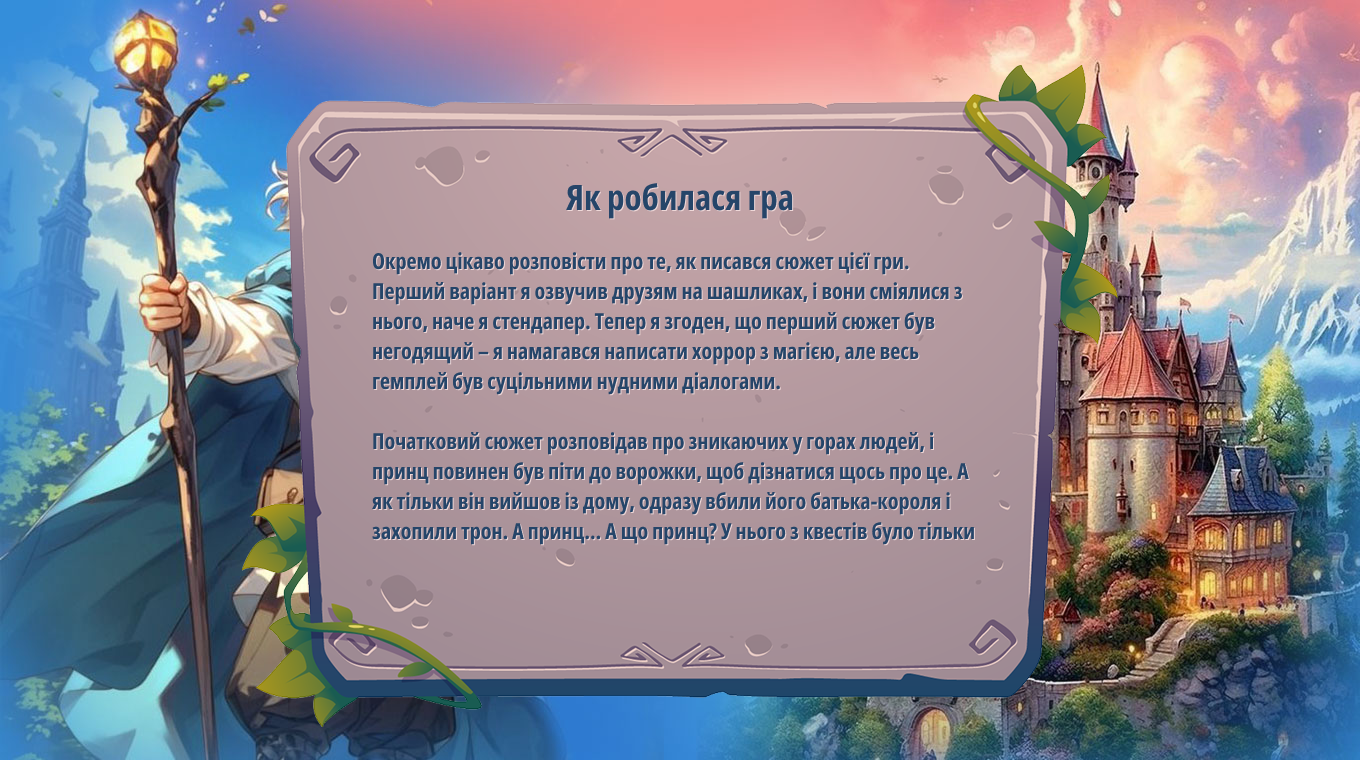 Як робилася гра
Окремо цікаво розповісти про те, як писався сюжет цієї гри.
Перший варіант я озвучив друзям на шашликах, і вони сміялися з
нього, наче я стендапер. Тепер я згоден, що перший сюжет був
негодящий – я намагався написати хоррор з магією, але весь
гемплей був суцільними нудними діалогами.
Початковий сюжет розповідав про зникаючих у горах людей, і
принц повинен був піти до ворожки, щоб дізнатися щось про це. А
як тільки він вийшов із дому, одразу вбили його батька-короля і
захопили трон. А принц... А що принц? У нього з квестів було тільки